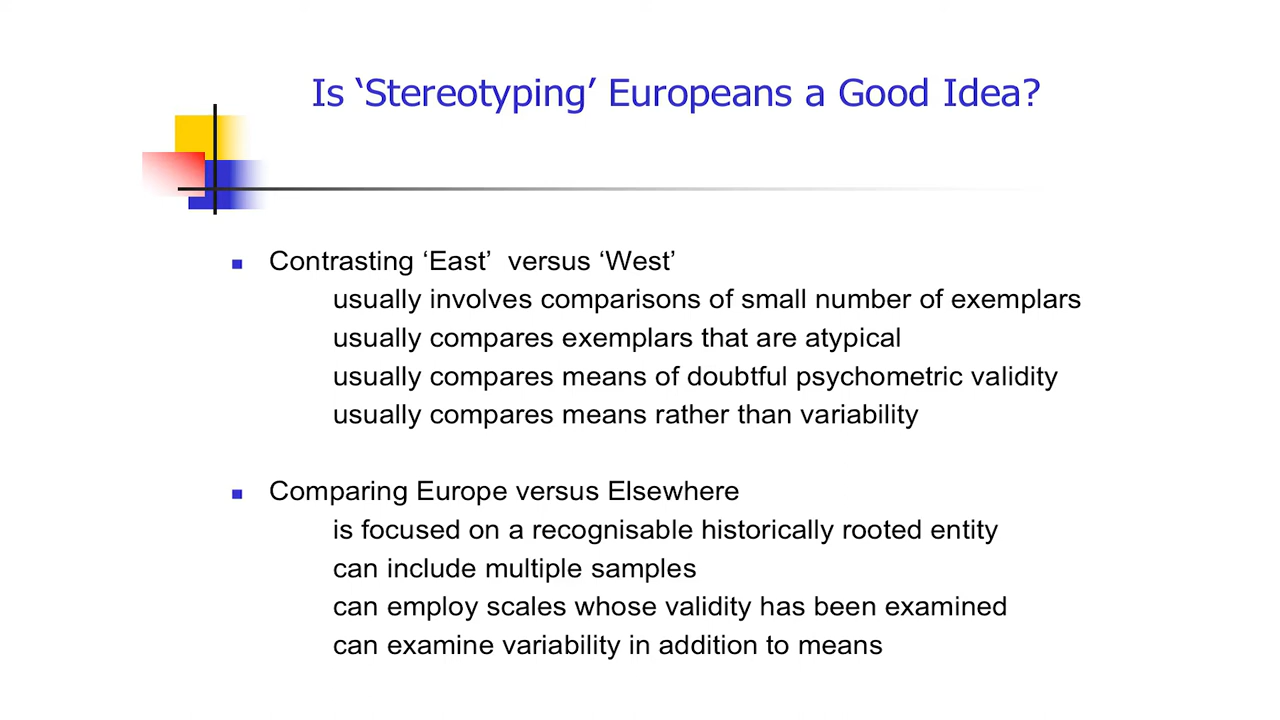 Is ‘Stereotyping’ Europeans a Good Idea?
Contrasting ‘East’  versus ‘West’
usually involves comparisons of small number of exemplars
usually compares exemplars that are atypical
usually compares means of doubtful psychometric validity
usually compares means rather than variability
Comparing Europe versus Elsewhere
is focused on a recognisable historically rooted entity
can include multiple samples
can employ scales whose validity has been examined
can examine variability in addition to means